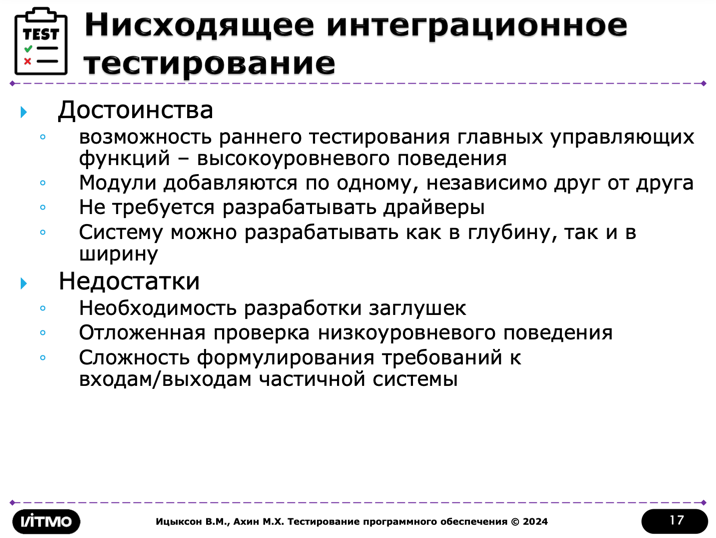 TEST
Нисходящее интеграционное
тестирование
Достоинства
возможность раннего тестирования главных управляющих
функций – высокоуровневого поведения
Модули добавляются по одному, независимо друг от друга
Не требуется разрабатывать драйверы
Систему можно разрабатывать как в глубину, так и в
ширину
Недостатки
Необходимость разработки заглушек
Отложенная проверка низкоуровневого поведения
Сложность формулирования требований к
входам/выходам частичной системы
ИТМО
Ицыксон В.М., Ахин М.Х. Тестирование программного обеспечения © 2024
17